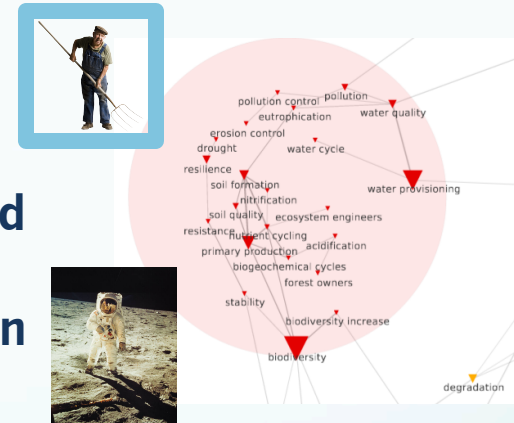 pollution
pollution control
eutrophication
water quality
erosion control
drought
water cycle
resilience
soil formation
water provisioning
nitrification
soil quality
ecosystem engineers
resistance
nutrient cycling
acidification
primary production
biogeochemical cycles
forest owners
stability
biodiversity increase
biodiversity
degradation
d
n